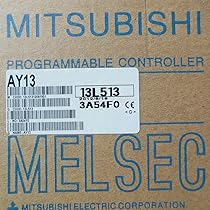 MITSUBISHI
PROGRAMMABLE CONTROLLER
AY13
13L513
3A54F0
MELSEC
MITSUBISHI ELECTRIC CORPORATION